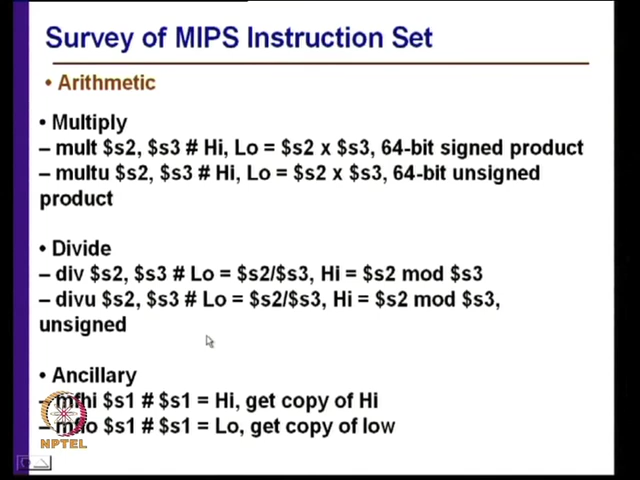 Survey of MIPS Instruction Set
• Arithmetic
• Multiply
– mult $s2, $s3 # Hi, Lo = $s2 x $s3, 64-bit signed product
– multu $s2, $s3 # Hi, Lo = $s2 x $s3, 64-bit unsigned
product
• Divide
– div $s2, $s3 # Lo = $s2/$s3, Hi = $s2 mod $s3
– divu $s2, $s3 # Lo = $s2/$s3, Hi = $s2 mod $s3,
unsigned
• Ancillary
– mfhi $s1 # $s1 = Hi, get copy of Hi
– mflo $s1 # $s1 = Lo, get copy of low
NPTEL